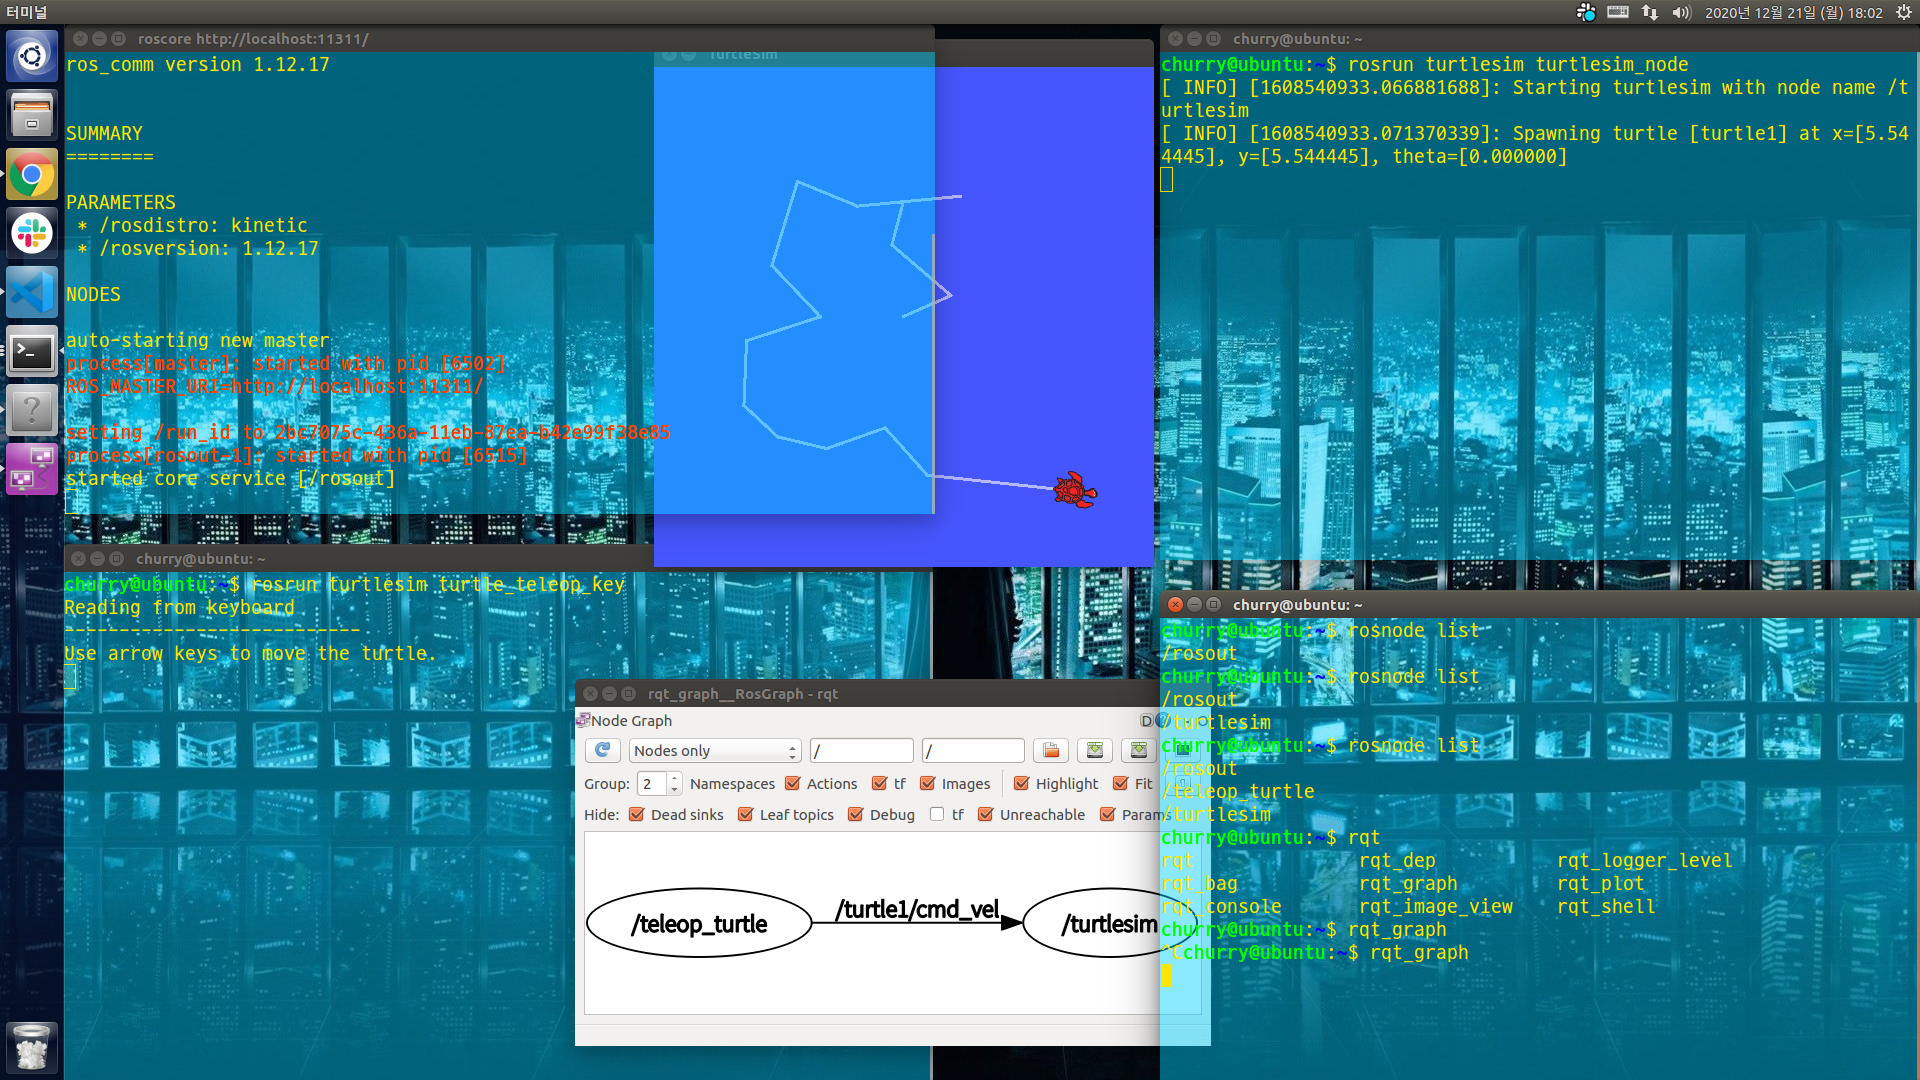 터미널
2020년 12월 21일 (월) 18:02
roscore http://localhost:11311/
ros_comm version 1.12.17
SUMMARY
========
PARAMETERS
* /rosdistro: kinetic
* /rosversion: 1.12.17
NODES
auto-starting new master
process[master]: started with pid [6502]
ROS_MASTER_URI=http://localhost:11311/
setting /run_id to 2bc7075c-436a-11eb-87ea-b42e99f38e85
process[rosout-1]: started with pid [6515]
started core service [/rosout]
TurtleSim
churry@ubuntu: ~
churry@ubuntu:~$ rosrun turtlesim turtlesim_node
[ INFO] [1608540933.066881688]: Starting turtlesim with node name /t
urtlesim
[ INFO] [1608540933.071370339]: Spawning turtle [turtle1] at x=[5.54
4445], y=[5.544445], theta=[0.000000]
churry@ubuntu: ~
churry@ubuntu:~$ rosrun turtlesim turtle_teleop_key
Reading from keyboard
---------------------------
Use arrow keys to move the turtle.
rqt_graph__RosGraph - rqt
Node Graph
D
Nodes only
/
/
Group: 2 Namespaces Actions tf Images Highlight Fit
Hide: Dead sinks Leaf topics Debug tf Unreachable Params
/teleop_turtle
/turtle1/cmd_vel
/turtlesim
churry@ubuntu: ~
churry@ubuntu:~$ rosnode list
/rosout
churry@ubuntu:~$ rosnode list
/rosout
/turtlesim
churry@ubuntu:~$ rosnode list
/rosout
/teleop_turtle
/turtlesim
churry@ubuntu:~$ rqt
rqt rqt_dep rqt_logger_level
rqt_bag rqt_graph rqt_plot
rqt_console rqt_image_view rqt_shell
churry@ubuntu:~$ rqt_graph
^Cchurry@ubuntu:~$ rqt_graph